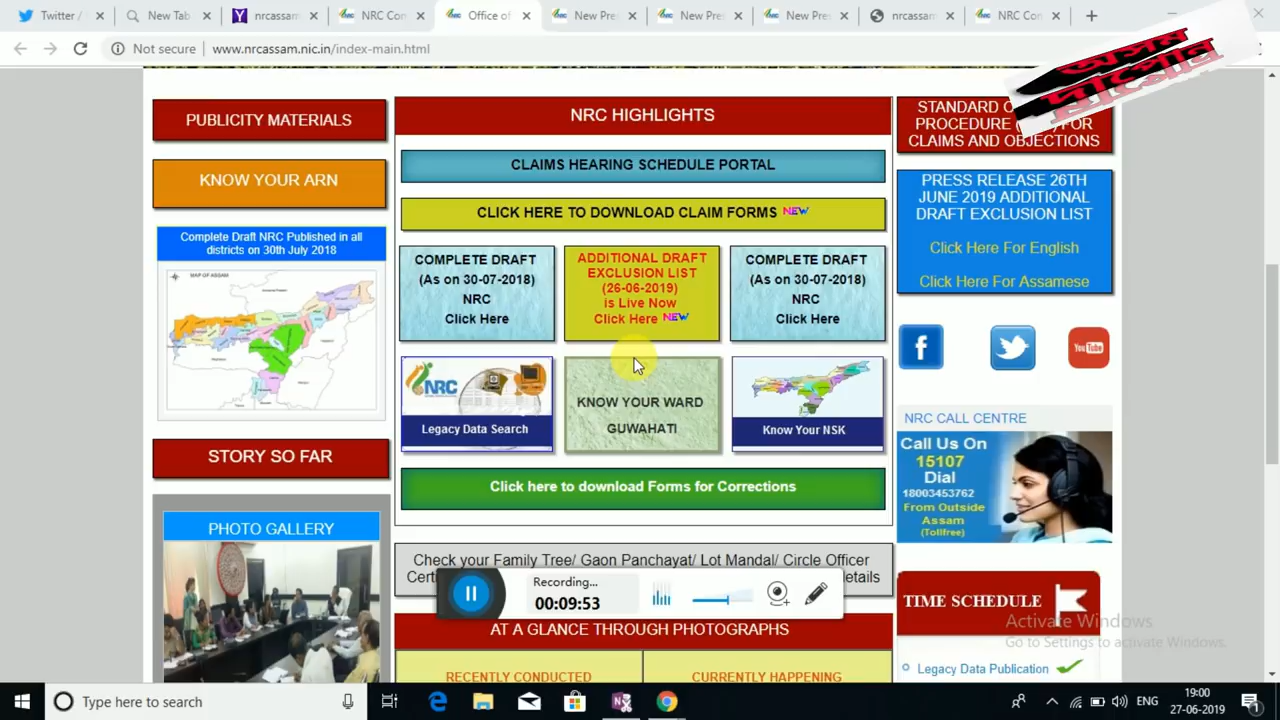 Twitter /
New Tab
nrcassam
NRC Con
Office of
New Pres
New Pres
New Pres
nrcassam
NRC Con
Not secure
www.nrcassam.nic.in/index-main.html
PUBLICITY MATERIALS
KNOW YOUR ARN
Complete Draft NRC Published in all
districts on 30th July 2018
MAP OF ASSAM
STORY SO FAR
PHOTO GALLERY
NRC HIGHLIGHTS
CLAIMS HEARING SCHEDULE PORTAL
CLICK HERE TO DOWNLOAD CLAIM FORMS NEW
COMPLETE DRAFT
(As on 30-07-2018)
NRC
Click Here
ADDITIONAL DRAFT
EXCLUSION LIST
(26-06-2019)
is Live Now
Click Here NEW
COMPLETE DRAFT
(As on 30-07-2018)
NRC
Click Here
NRC
Legacy Data Search
KNOW YOUR WARD
GUWAHATI
Know Your NSK
Click here to download Forms for Corrections
Check your Family Tree/ Gaon Panchayat/ Lot Mandal/ Circle Officer
Recording...
00:09:53
AT A GLANCE THROUGH PHOTOGRAPHS
RECENTLY CONDUCTED
CURRENTLY HAPPENING
STANDARD
PROCEDURE FOR
CLAIMS AND OBJECTIONS
PRESS RELEASE 26TH
JUNE 2019 ADDITIONAL
DRAFT EXCLUSION LIST
Click Here For English
Click Here For Assamese
You Tube
NRC CALL CENTRE
Call Us On
15107
Dial
18003453762
From Outside
Assam
(Tollfree)
TIME SCHEDULE
Legacy Data Publication
Activate Windows
Go to Settings to activate Windows.
Type here to search
ENG
19:00
27-06-2019